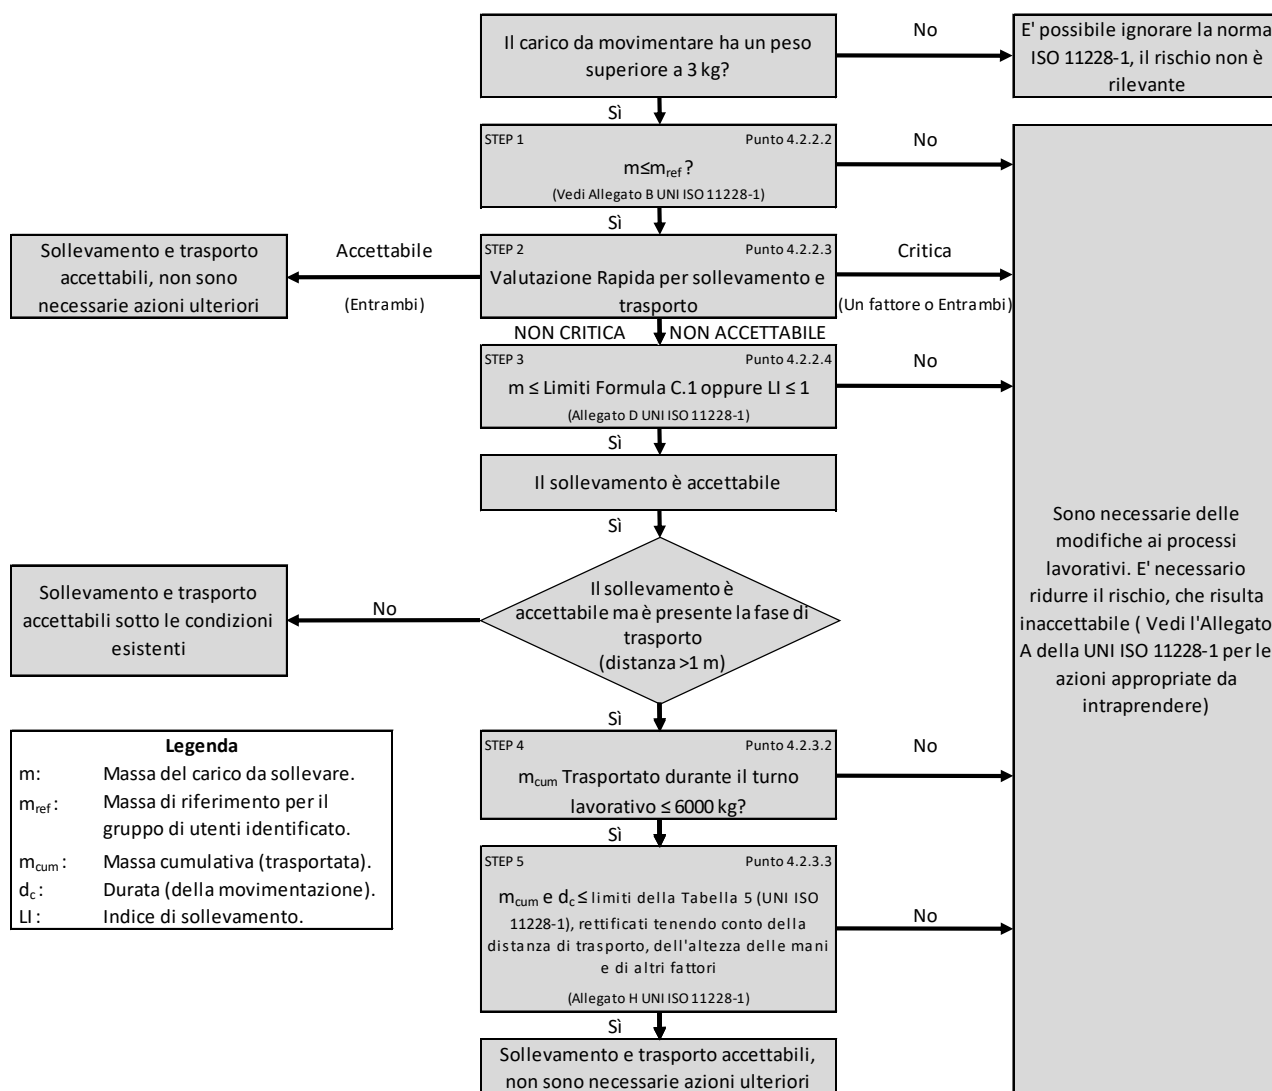 Il carico da movimentare ha un peso
superiore a 3 kg?
No
E' possibile ignorare la norma
ISO 11228-1, il rischio non è
rilevante
Sì
STEP 1 Punto 4.2.2.2
m≤mref ?
(Vedi Allegato B UNI ISO 11228-1)
No
Sì
Sollevamento e trasporto
accettabili, non sono
necessarie azioni ulteriori
Accettabile
(Entrambi)
STEP 2 Punto 4.2.2.3
Valutazione Rapida per sollevamento e
trasporto
Critica
(Un fattore o Entrambi)
NON CRITICA NON ACCETTABILE
STEP 3 Punto 4.2.2.4
m ≤ Limiti Formula C.1 oppure LI ≤ 1
(Allegato D UNI ISO 11228-1)
No
Sì
Il sollevamento è accettabile
Sì
Il sollevamento è
accettabile ma è presente la fase di
trasporto
(distanza >1 m)
No
Sollevamento e trasporto
accettabili sotto le condizioni
esistenti
Sono necessarie delle
modifiche ai processi
lavorativi. E' necessario
ridurre il rischio, che risulta
inaccettabile ( Vedi l'Allegato
A della UNI ISO 11228-1 per le
azioni appropriate da
intraprendere)
Sì
STEP 4 Punto 4.2.3.2
mcum Trasportato durante il turno
lavorativo ≤ 6000 kg?
No
Sì
STEP 5 Punto 4.2.3.3
mcum e dc ≤ limiti della Tabella 5 (UNI ISO
11228-1), rettificati tenendo conto della
distanza di trasporto, dell'altezza delle mani
e di altri fattori
(Allegato H UNI ISO 11228-1)
No
Sì
Sollevamento e trasporto accettabili,
non sono necessarie azioni ulteriori
Legenda
m: Massa del carico da sollevare.
mref : Massa di riferimento per il
gruppo di utenti identificato.
mcum : Massa cumulativa (trasportata).
dc : Durata (della movimentazione).
LI : Indice di sollevamento.